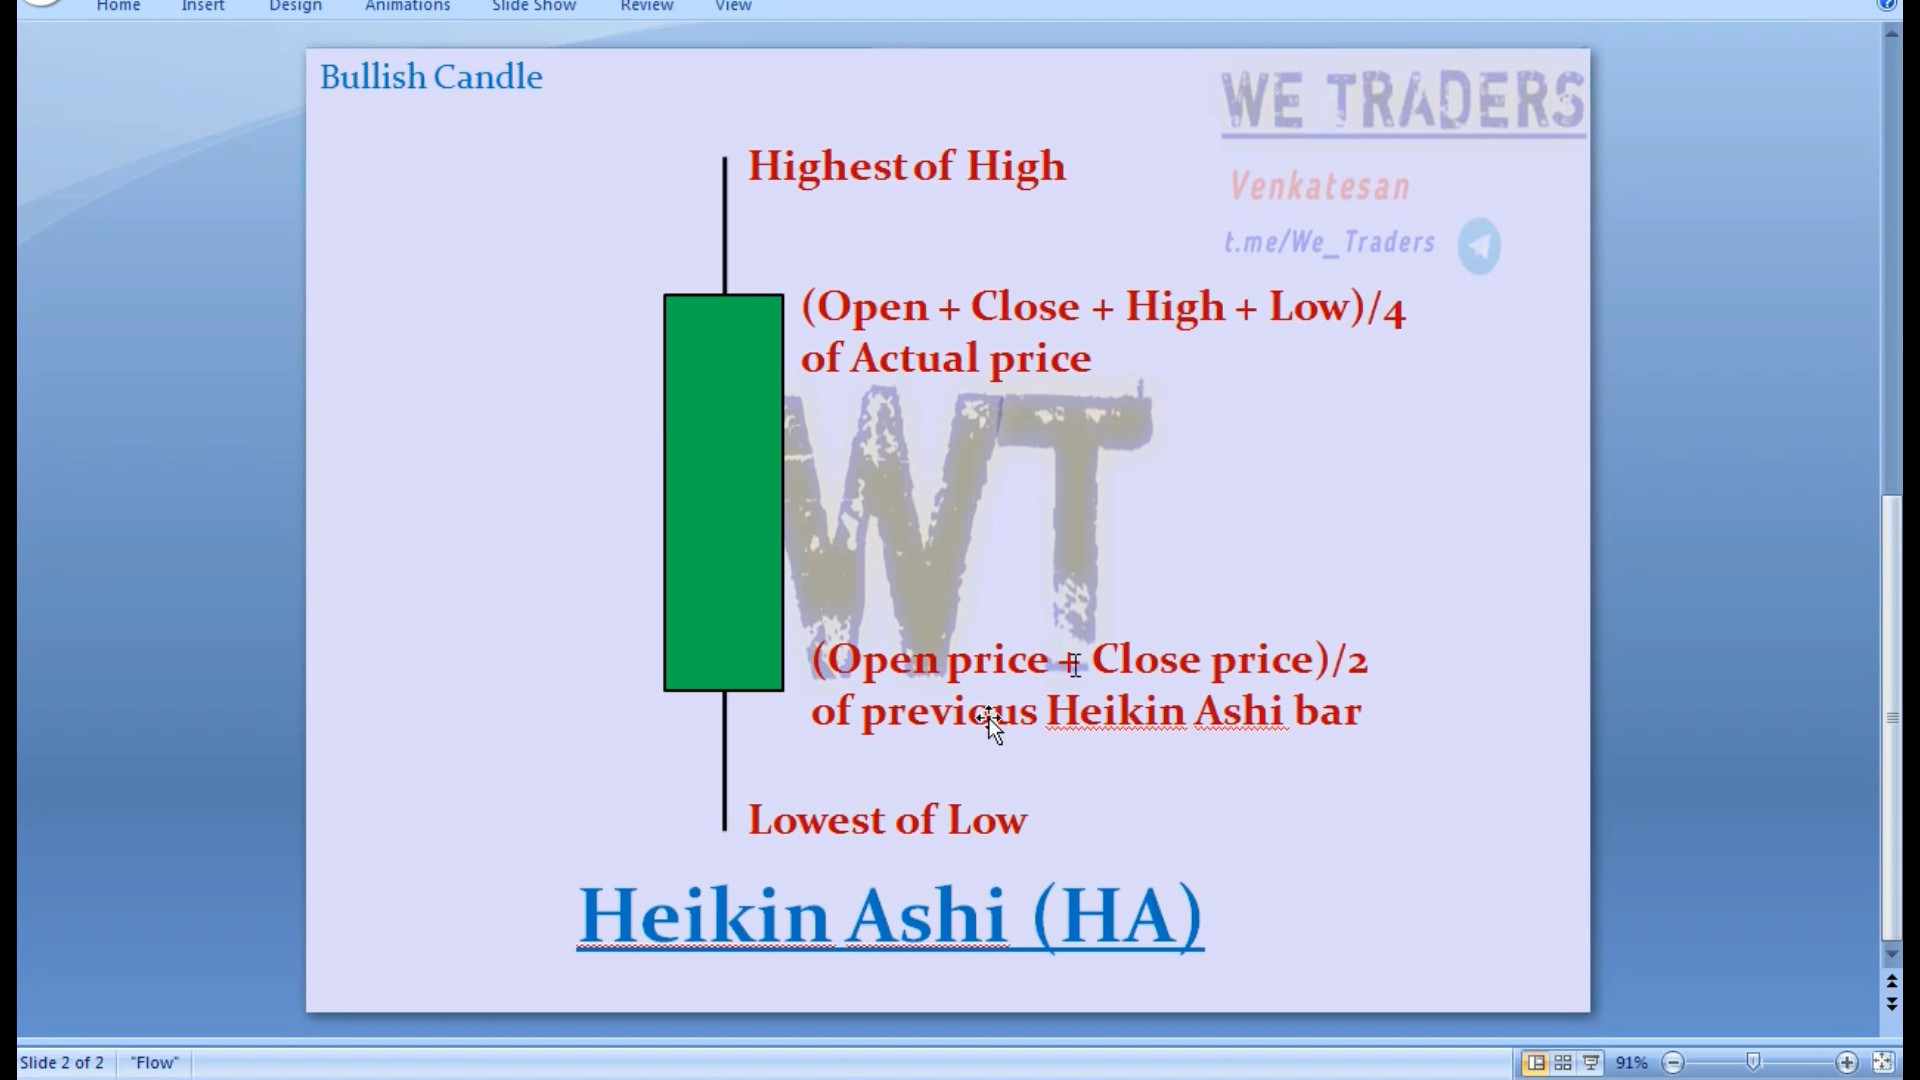 Home Insert Design Animations Slide Show Review View
Bullish Candle
WE TRADERS
Highest of High
Venkatesan
t.me/We_Traders
(Open + Close + High + Low)/4
of Actual price
WT
(Open price + Close price)/2
of previous Heikin Ashi bar
Lowest of Low
Heikin Ashi (HA)
Slide 2 of 2 "Flow" 91%